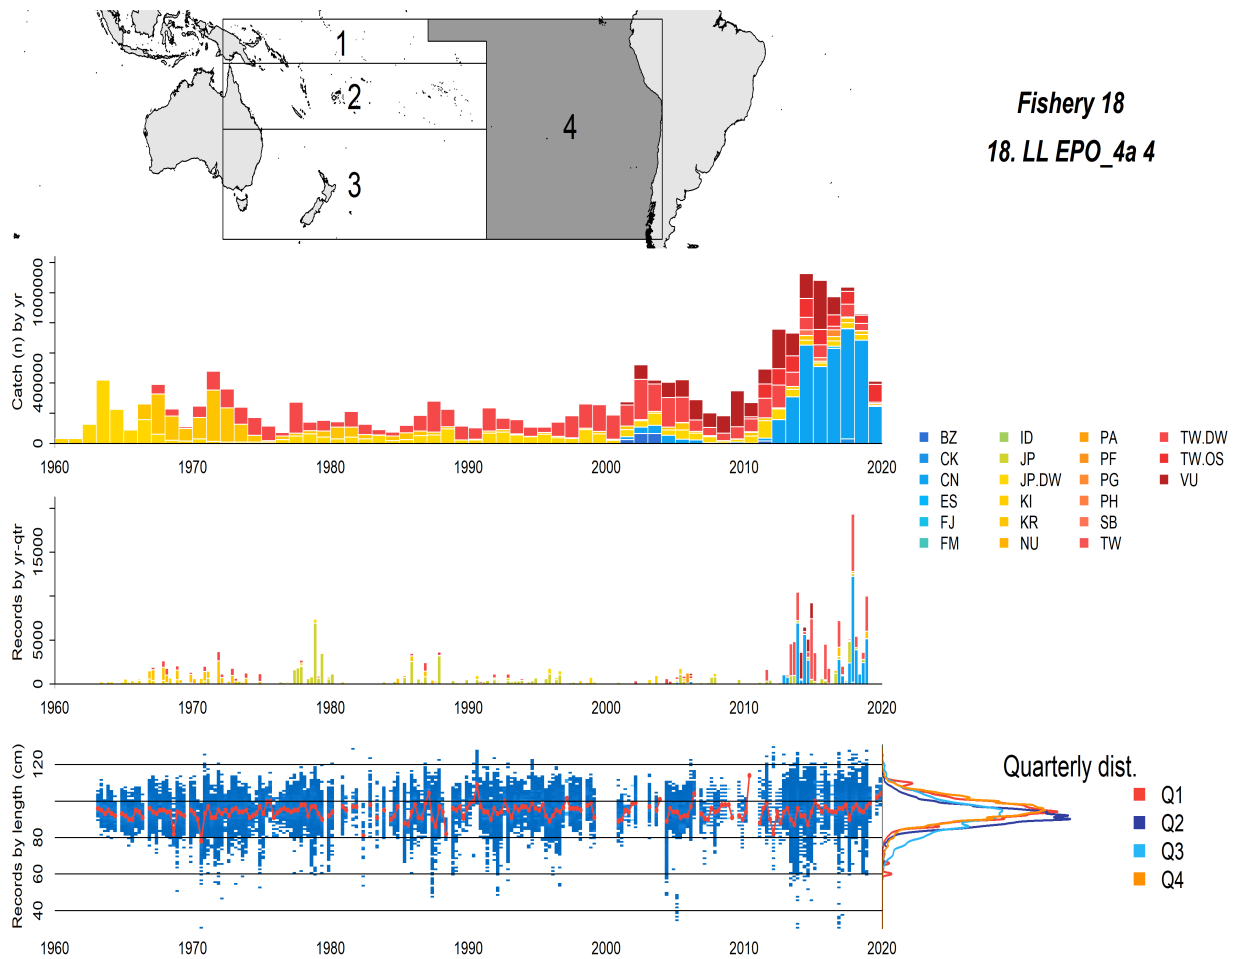 1
2
3
4
Fishery 18
18. LL EPO_4a 4
Catch (n) by yr
0
400000
1000000
1960 1970 1980 1990 2000 2010 2020
BZ ID PA TW.DW
CK JP PF TW.OS
CN JP.DW PG VU
ES KI PH
FJ KR SB
FM NU TW
Records by yr-qtr
0
5000
15000
1960 1970 1980 1990 2000 2010 2020
Records by length (cm)
40
60
80
120
1960 1970 1980 1990 2000 2010 2020
Quarterly dist.
Q1
Q2
Q3
Q4